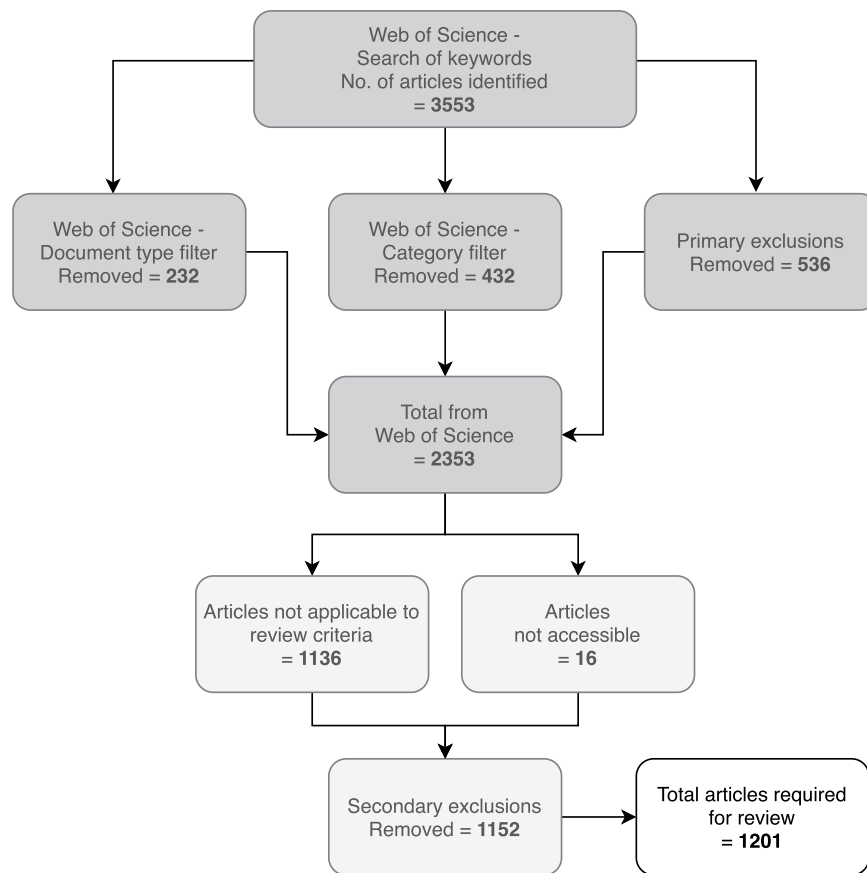 Web of Science -
Search of keywords
No. of articles identified
= 3553
Web of Science -
Document type filter
Removed = 232
Web of Science -
Category filter
Removed = 432
Primary exclusions
Removed = 536
Total from
Web of Science
= 2353
Articles not applicable to
review criteria
= 1136
Articles
not accessible
= 16
Secondary exclusions
Removed = 1152
Total articles required
for review
= 1201